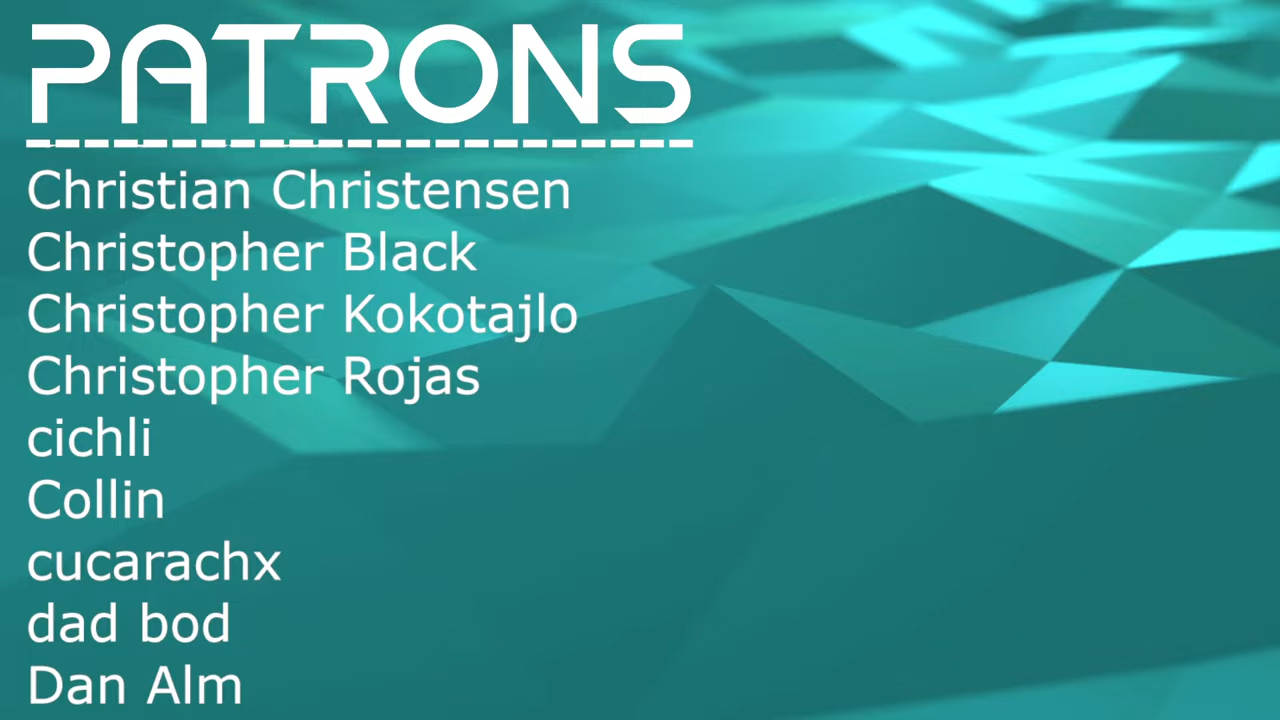 PATRONS
Christian Christensen
Christopher Black
Christopher Kokotajlo
Christopher Rojas
cichli
Collin
cucarachx
dad bod
Dan Alm